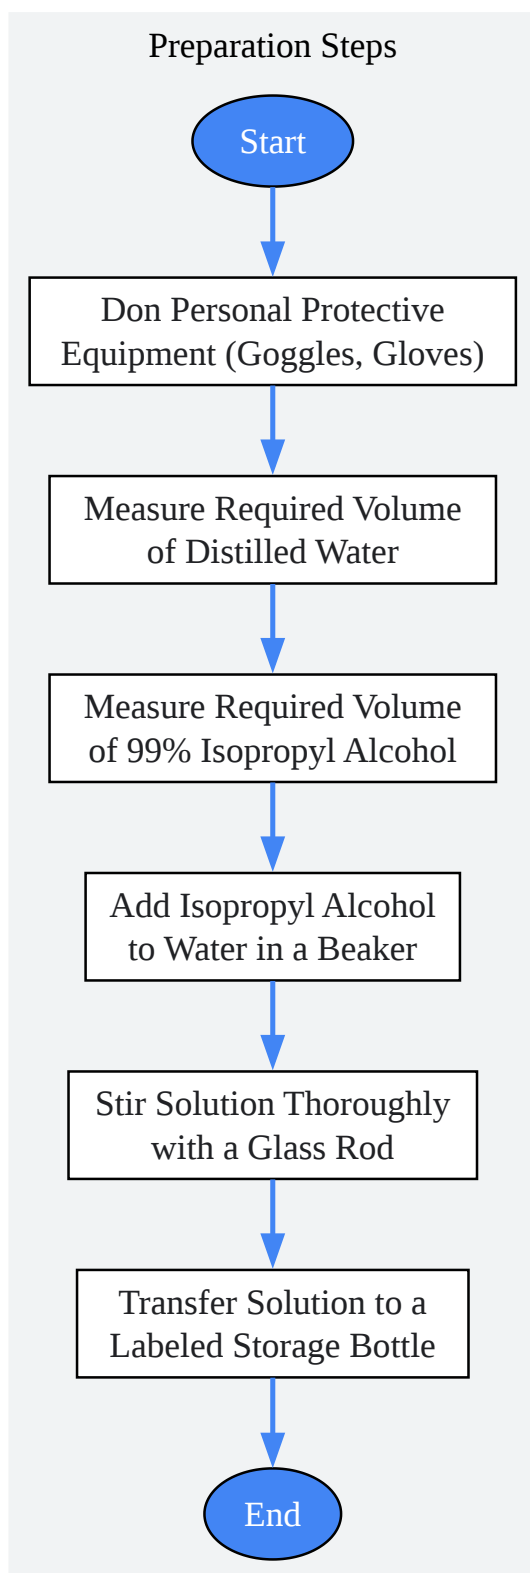 Preparation Steps
Start
Don Personal Protective
Equipment (Goggles, Gloves)
Measure Required Volume
of Distilled Water
Measure Required Volume
of 99% Isopropyl Alcohol
Add Isopropyl Alcohol
to Water in a Beaker
Stir Solution Thoroughly
with a Glass Rod
Transfer Solution to a
Labeled Storage Bottle
End